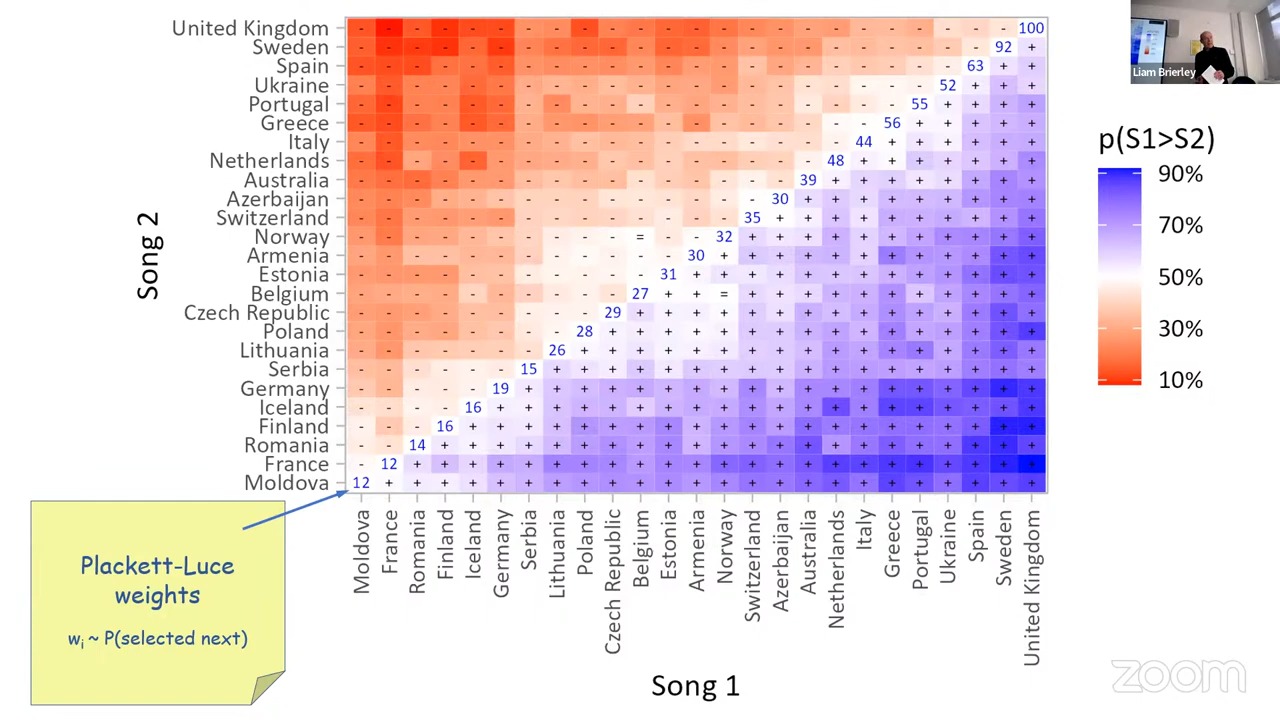 United Kingdom 100
Sweden 92
Spain 63
Ukraine 52
Portugal 55
Greece 56
Italy 44
Netherlands 48
Australia 39
Azerbaijan 30
Switzerland 35
Norway = 32
Armenia 30
Estonia 31
Belgium 27 =
Czech Republic 29
Poland 28
Lithuania 26
Serbia 15
Germany 19
Iceland 16
Finland 16
Romania 14
France 12
Moldova 12
Song 2
Moldova
France
Romania
Finland
Iceland
Germany
Serbia
Lithuania
Poland
Czech Republic
Belgium
Estonia
Armenia
Norway
Switzerland
Azerbaijan
Australia
Netherlands
Italy
Greece
Portugal
Ukraine
Spain
Sweden
United Kingdom
Song 1
p(S1>S2)
90%
70%
50%
30%
10%
Liam Brierley
Plackett-Luce
weights
wᵢ ~ P(selected next)
zoom